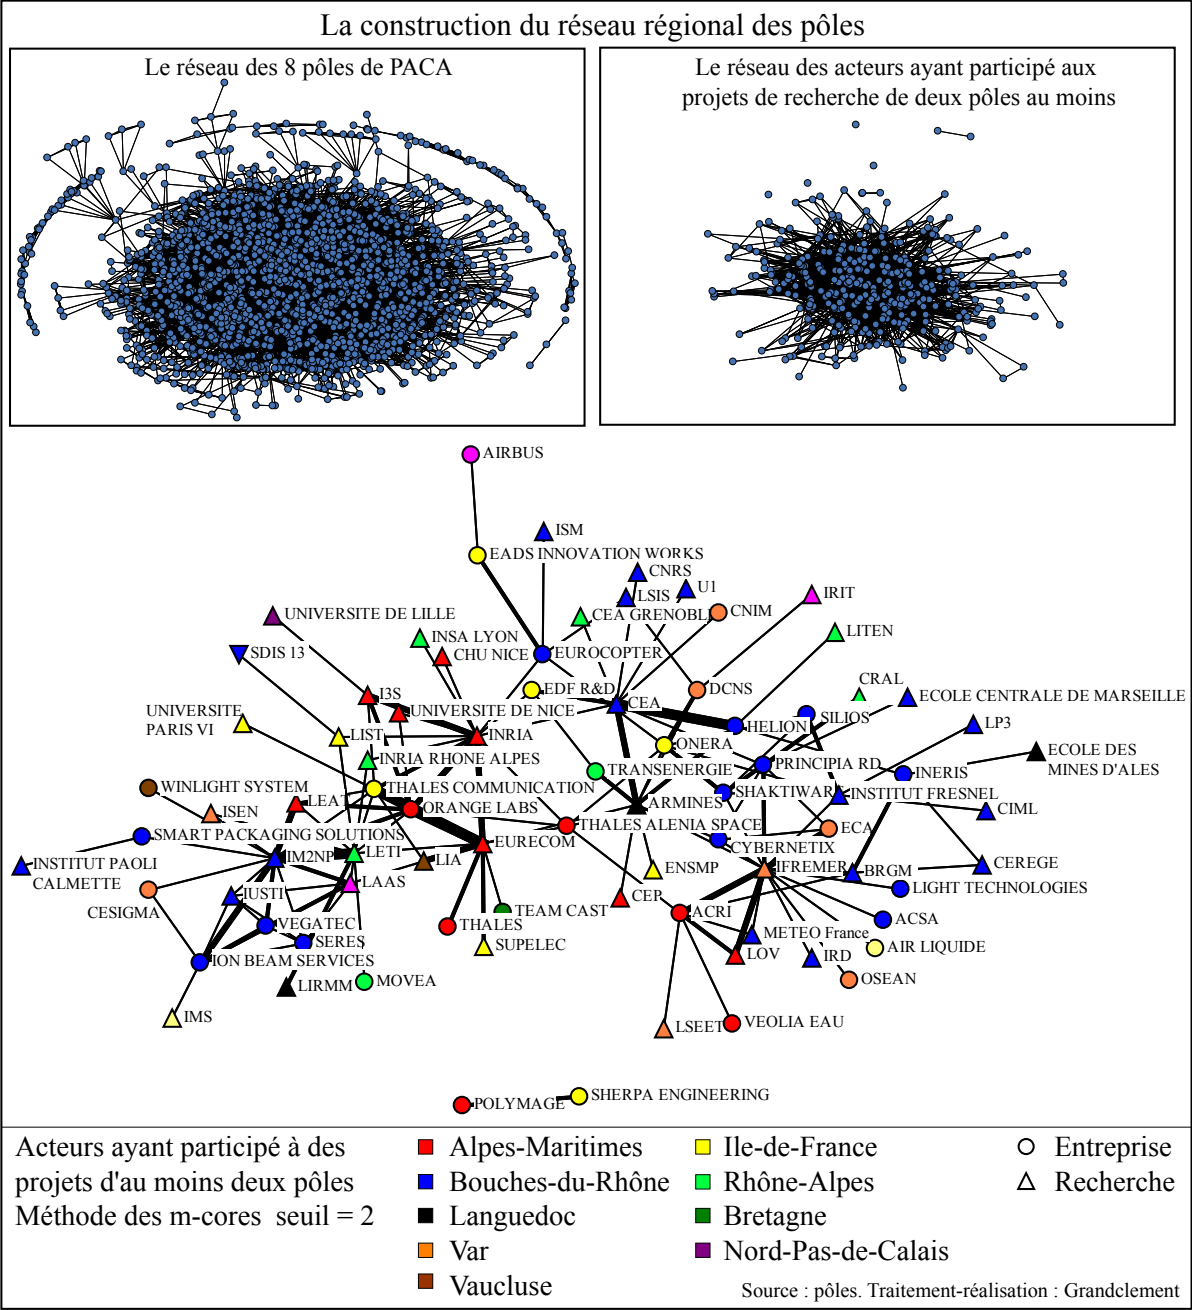 La construction du réseau régional des pôles
Le réseau des 8 pôles de PACA
Le réseau des acteurs ayant participé aux
projets de recherche de deux pôles au moins
AIRBUS
ISM
EADS INNOVATION WORKS
CNRS
U1
LSIS
IRIT
UNIVERSITE DE LILLE
CEA GRENOBL
CNIM
INSA LYON
LITEN
SDIS 13
CHU NICE
EUROCOPTER
CRAL
I3S
EDF R&D
DCNS
ECOLE CENTRALE DE MARSEILLE
UNIVERSITE
PARIS VI
UNIVERSITE DE NICE
CEA
HELION
SILIOS
LP3
LIST
INRIA
ONERA
ECOLE DES
MINES D'ALES
INRIA RHONE ALPES
TRANSENERGIE
PRINCIPIA RD
INERIS
WINLIGHT SYSTEM
THALES COMMUNICATION
SHAKTIWAR
INSTITUT FRESNEL
LEAT
ORANGE LABS
ARMINES
CIML
ISEN
THALES ALENIA SPACE
ECA
SMART PACKAGING SOLUTIONS
EURECOM
CYBERNETIX
IM2NP
LETI
LIA
INSTITUT PAOLI
CALMETTE
ENSMP
IFREMER
BRGM
CEREGE
LAAS
LIGHT TECHNOLOGIES
CESIGMA
IUSTI
CEP
TEAM CAST
ACRI
ACSA
VEGATEC
THALES
METEO France
SERES
SUPELEC
AIR LIQUIDE
ION BEAM SERVICES
LOV
IRD
LIRMM
MOVEA
OSEAN
IMS
LSEET
VEOLIA EAU
POLYMAGE
SHERPA ENGINEERING
Acteurs ayant participé à des
projets d'au moins deux pôles
Méthode des m-cores seuil = 2
Alpes-Maritimes
Bouches-du-Rhône
Languedoc
Var
Vaucluse
Ile-de-France
Rhône-Alpes
Bretagne
Nord-Pas-de-Calais
Entreprise
Recherche
Source : pôles. Traitement-réalisation : Grandclement